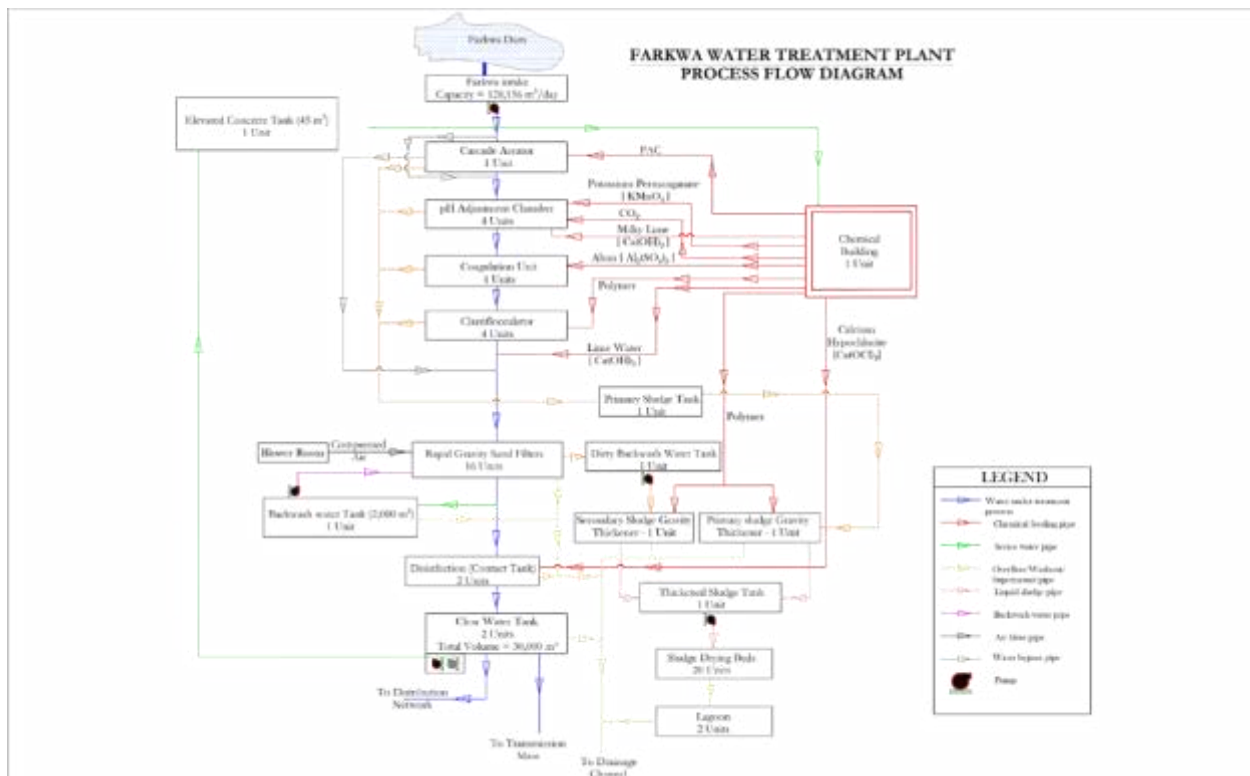 Farkwa Dam
FARKWA WATER TREATMENT PLANT
PROCESS FLOW DIAGRAM
Farkwa intake
Capacity = 128,156 m³/day
Elevated Concrete Tank (45 m³)
1 Unit
Cascade Aerator
1 Unit
PAC
Potassium Permanganate
[ KMnO₄ ]
pH Adjustment Chamber
4 Units
CO₂
Milky Lime
[ Ca(OH)₂ ]
Chemical
Building
1 Unit
Coagulation Unit
4 Units
Alum [ Al₂(SO₄)₃ ]
Polymer
Clariflocculator
4 Units
Lime Water
[ Ca(OH)₂ ]
Calcium
Hypochlorite
Primary Sludge Tank
1 Unit
Polymer
Blower Room
Compressed
Air
Rapid Gravity Sand Filters
16 Units
Dirty Backwash Water Tank
1 Unit
Backwash water Tank (2,000 m³)
1 Unit
Secondary Sludge Gravity
Thickener - 1 Unit
Primary sludge Gravity
Thickener - 1 Unit
Disinfection (Contact Tank)
2 Units
Thickened Sludge Tank
1 Unit
Clear Water Tank
2 Units
Total Volume = 30,000 m³
Sludge Drying Beds
20 Units
To Distribution
Network
Lagoon
2 Units
To Transmission
To Drainage
Channel
LEGEND
Water under treatment
process
Chemical feeding pipe
Service water pipe
Overflow/Washout/
Supernatant pipe
Liquid sludge pipe
Backwash water pipe
Air blow pipe
Water bypass pipe
Pump